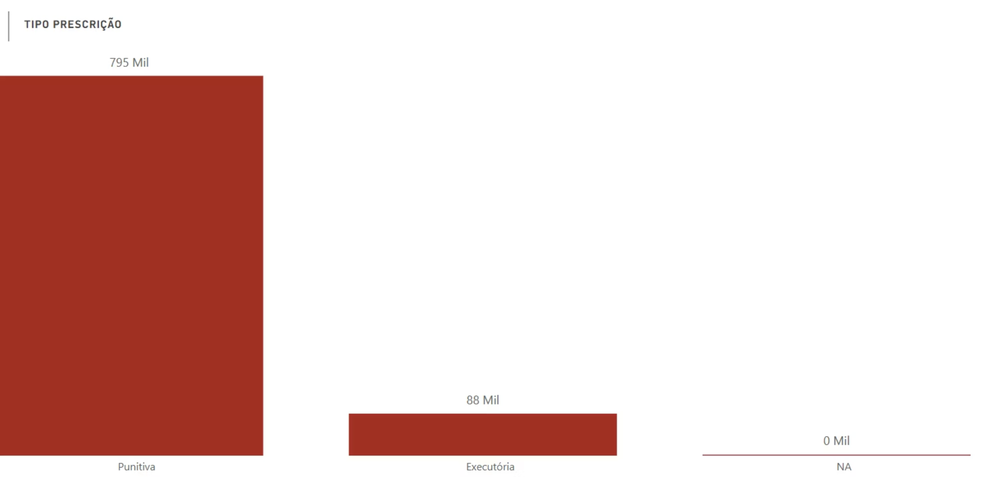 TIPO PRESCRIÇÃO
795 Mil
88 Mil
0 Mil
Punitiva
Executória
NA